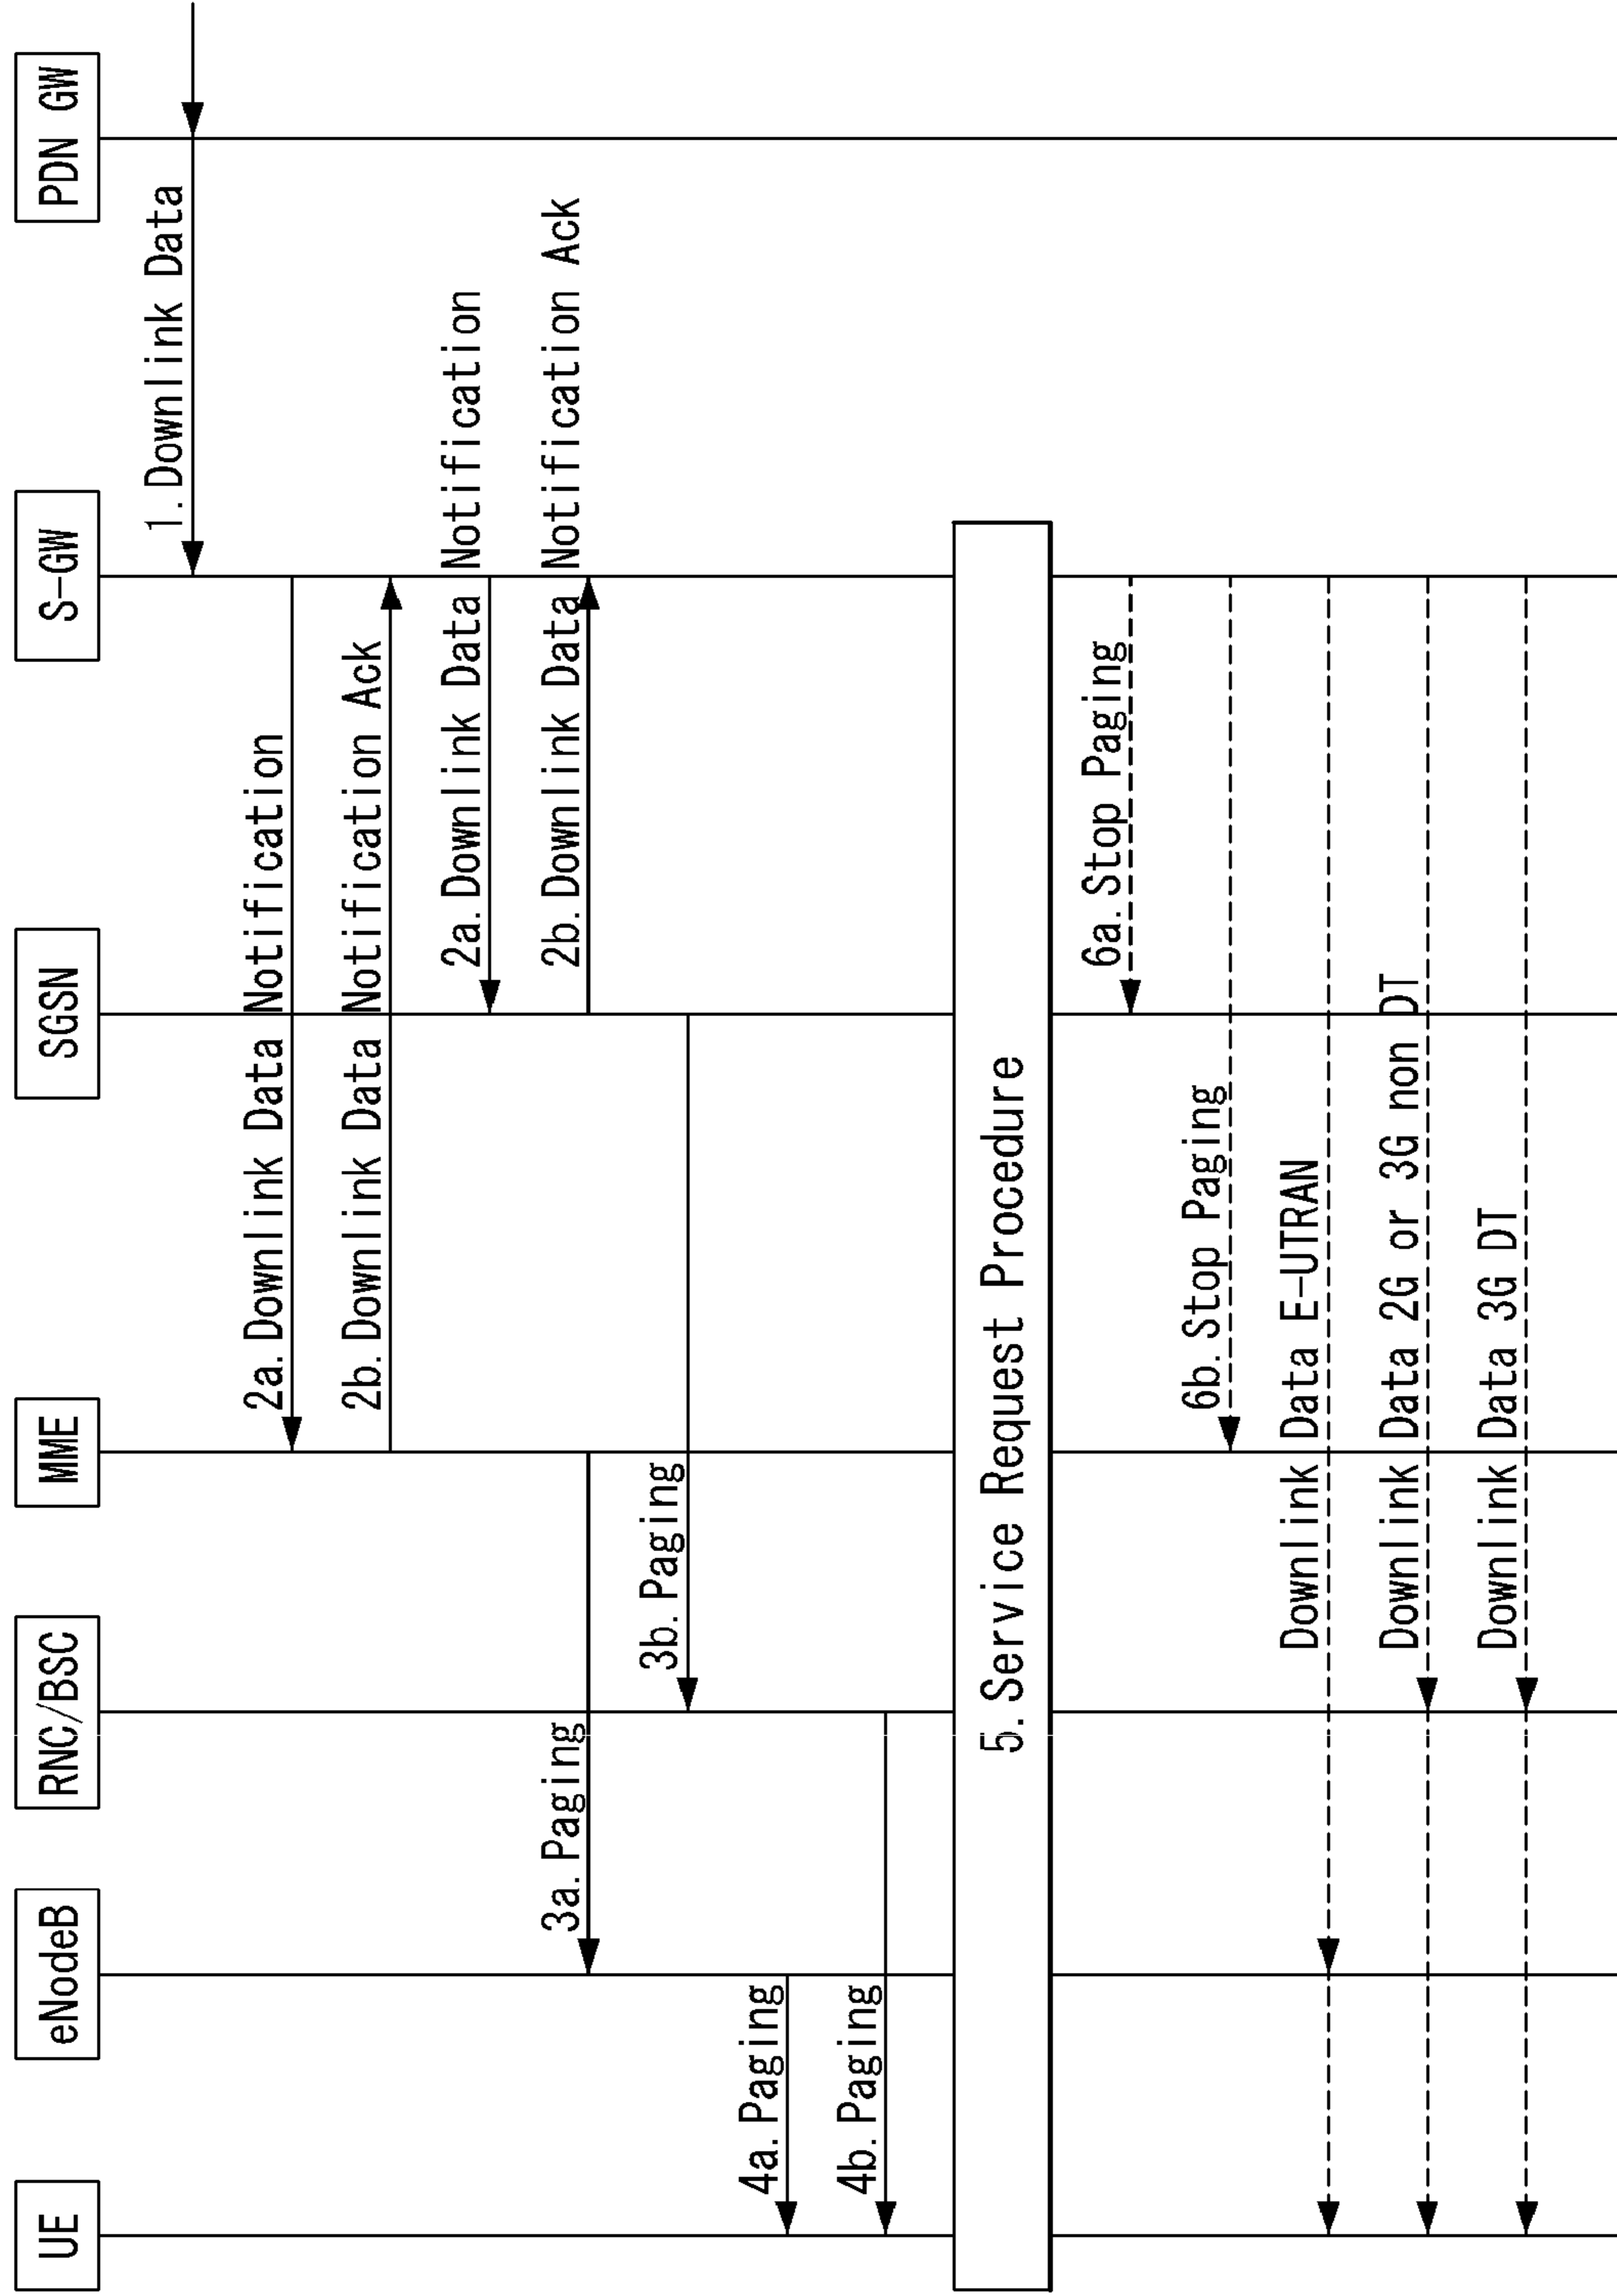 UE
eNodeB
RNC/BSC
MME
SGSN
S-GW
PDN GW
1.Downlink Data
2a.Downlink Data Notification
2b.Downlink Data Notification Ack
2a.Downlink Data Notification
3a.Paging
2b.Downlink Data Notification Ack
3b.Paging
4a.Paging
4b.Paging
5.Service Request Procedure
6a.Stop Paging
6b.Stop Paging
Downlink Data E-UTRAN
Downlink Data 2G or 3G non DT
Downlink Data 3G DT